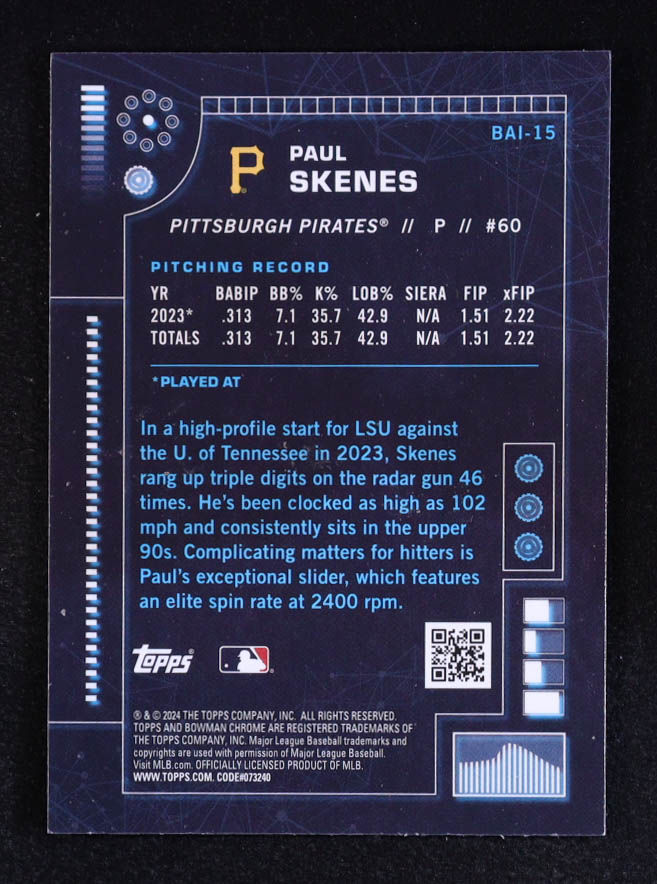 BAI-15
P
PAUL
SKENES
PITTSBURGH PIRATES® // P // #60
PITCHING RECORD
YR BABIP BB% K% LOB% SIERA FIP xFIP
2023* .313 7.1 35.7 42.9 N/A 1.51 2.22
TOTALS .313 7.1 35.7 42.9 N/A 1.51 2.22
*PLAYED AT
In a high-profile start for LSU against
the U. of Tennessee in 2023, Skenes
rang up triple digits on the radar gun 46
times. He's been clocked as high as 102
mph and consistently sits in the upper
90s. Complicating matters for hitters is
Paul's exceptional slider, which features
an elite spin rate at 2400 rpm.
Topps®
® & © 2024 THE TOPPS COMPANY, INC. ALL RIGHTS RESERVED.
TOPPS AND BOWMAN CHROME ARE REGISTERED TRADEMARKS OF
THE TOPPS COMPANY, INC. Major League Baseball trademarks and
copyrights are used with permission of Major League Baseball.
Visit MLB.com. OFFICIALLY LICENSED PRODUCT OF MLB.
WWW.TOPPS.COM. CODE#073240